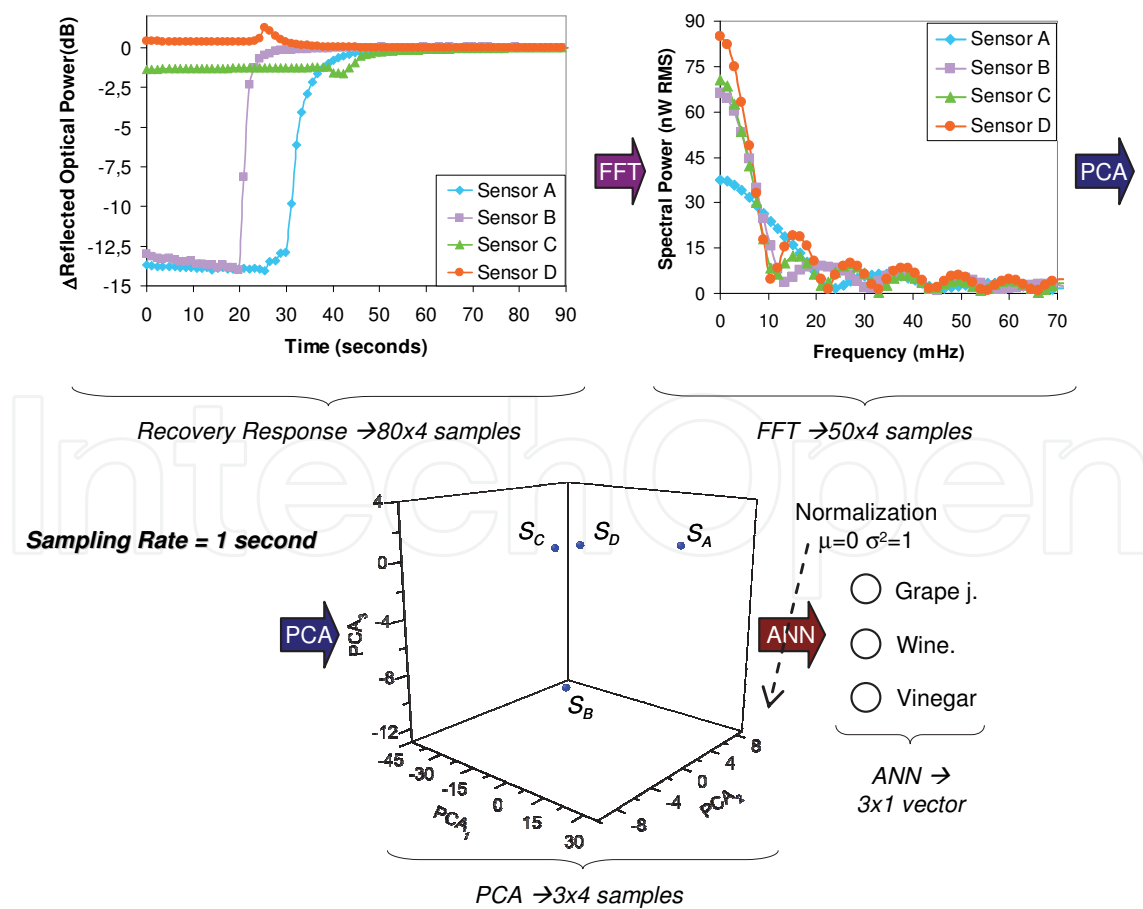 ΔReflected Optical Power(dB)
0
-2,5
-5
-7,5
-10
-12,5
-15
Sensor A
Sensor B
Sensor C
Sensor D
0 10 20 30 40 50 60 70 80 90
Time (seconds)
FFT
Spectral Power (nW RMS)
90
75
60
45
30
15
0
Sensor A
Sensor B
Sensor C
Sensor D
0 10 20 30 40 50 60 70
Frequency (mHz)
PCA
Recovery Response →80x4 samples
FFT →50x4 samples
IntechOpen
Sampling Rate = 1 second
PCA
PCA3
4
0
-4
-8
-12
SC
SD
SA
SB
-45 -30 -15 0 15 30
PCA1
-8 -4 0 4 8
PCA2
ANN
Normalization
μ=0 σ²=1
Grape j.
Wine.
Vinegar
ANN →
3x1 vector
PCA →3x4 samples